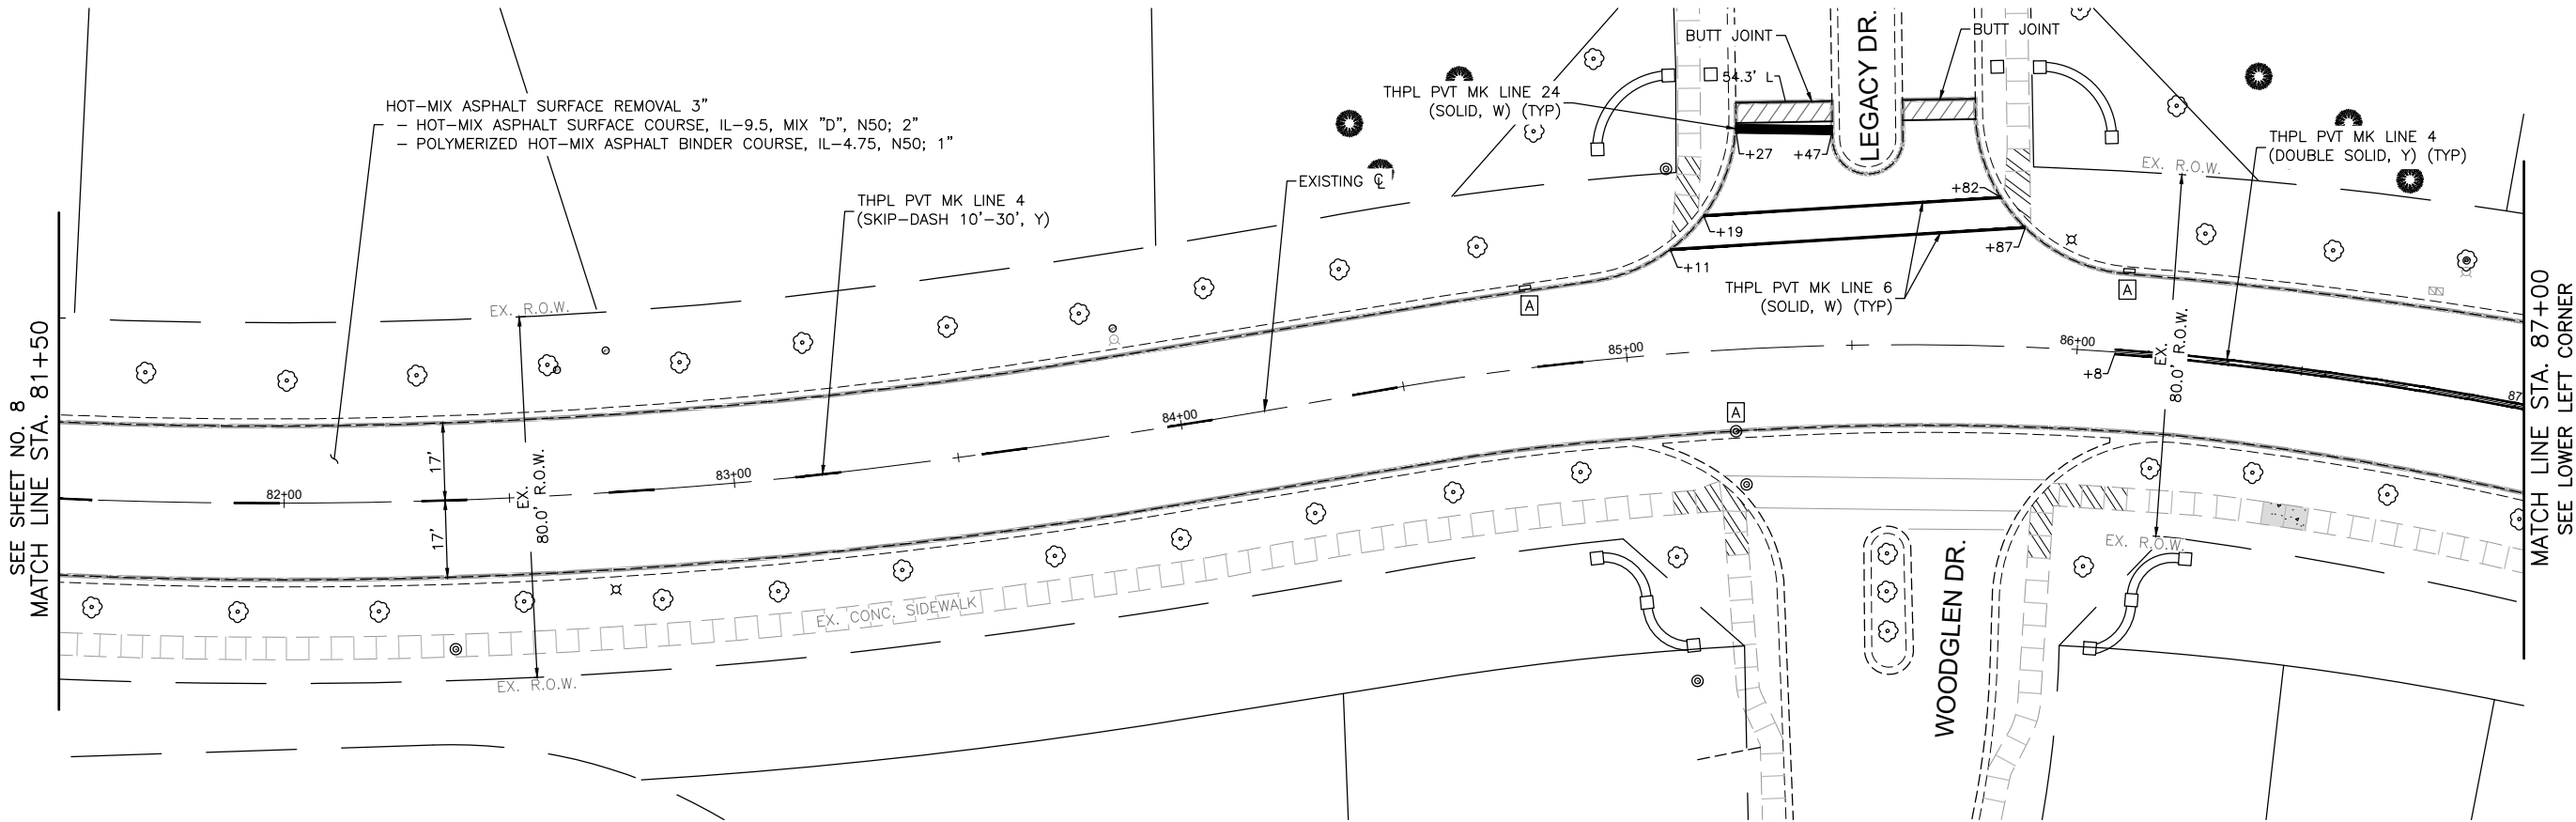 SEE SHEET NO. 8
MATCH LINE STA. 81+50
HOT-MIX ASPHALT SURFACE REMOVAL 3"
- HOT-MIX ASPHALT SURFACE COURSE, IL-9.5, MIX "D", N50; 2"
- POLYMERIZED HOT-MIX ASPHALT BINDER COURSE, IL-4.75, N50; 1"
THPL PVT MK LINE 4
(SKIP-DASH 10'-30', Y)
EX. R.O.W.
17'
17'
EX.
80.0' R.O.W.
82+00
83+00
84+00
85+00
86+00
87
EX. CONC. SIDEWALK
EX. R.O.W.
EXISTING ℄
THPL PVT MK LINE 24
(SOLID, W) (TYP)
BUTT JOINT
54.3' L
LEGACY DR.
BUTT JOINT
+27
+47
+82
+19
+87
+11
THPL PVT MK LINE 6
(SOLID, W) (TYP)
A
A
A
+8
THPL PVT MK LINE 4
(DOUBLE SOLID, Y) (TYP)
EX. R.O.W.
EX.
80.0' R.O.W.
EX. R.O.W.
WOODGLEN DR.
MATCH LINE STA. 87+00
SEE LOWER LEFT CORNER